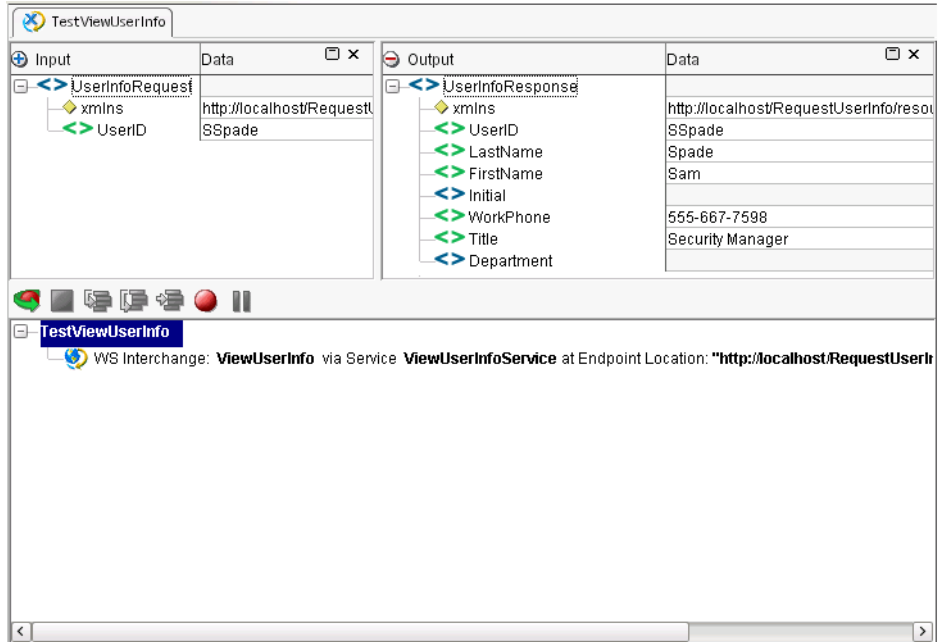 TestViewUserInfo
Input Data
UserInfoRequest
xmlns http://localhost/Request
UserID SSpade
Output Data
UserInfoResponse
xmlns http://localhost/RequestUserInfo/resou
UserID SSpade
LastName Spade
FirstName Sam
Initial
WorkPhone 555-667-7598
Title Security Manager
Department
TestViewUserInfo
WS Interchange: ViewUserInfo via Service ViewUserInfoService at Endpoint Location: "http://localhost/RequestUserIn